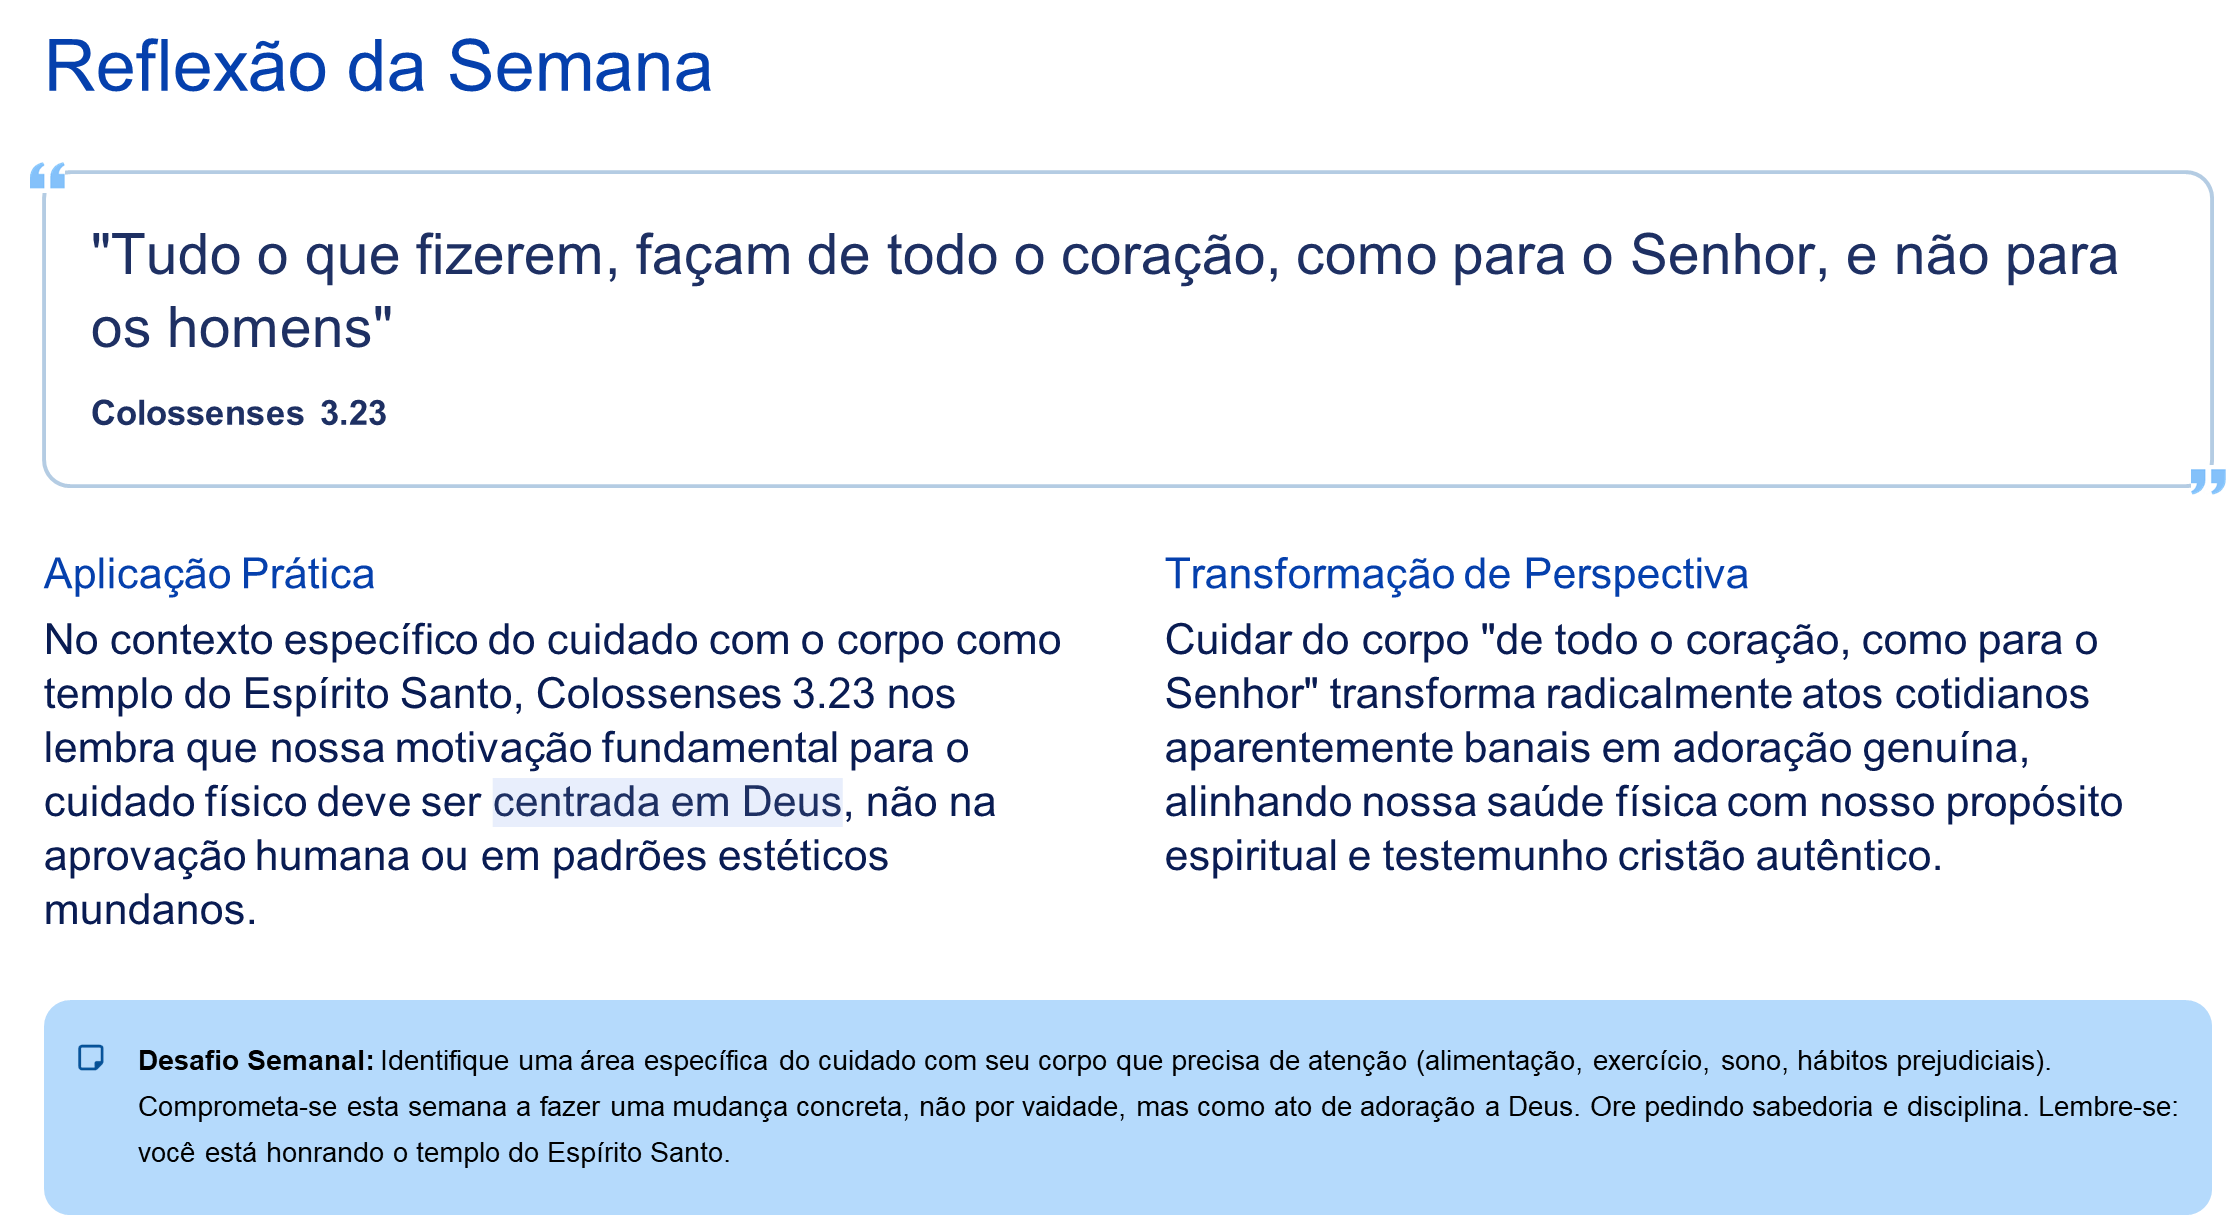 Reflexão da Semana
"Tudo o que fizerem, façam de todo o coração, como para o Senhor, e não para
os homens"
Colossenses 3.23
Aplicação Prática
No contexto específico do cuidado com o corpo como
templo do Espírito Santo, Colossenses 3.23 nos
lembra que nossa motivação fundamental para o
cuidado físico deve ser centrada em Deus, não na
aprovação humana ou em padrões estéticos
mundanos.
Transformação de Perspectiva
Cuidar do corpo "de todo o coração, como para o
Senhor" transforma radicalmente atos cotidianos
aparentemente banais em adoração genuína,
alinhando nossa saúde física com nosso propósito
espiritual e testemunho cristão autêntico.
Desafio Semanal: Identifique uma área específica do cuidado com seu corpo que precisa de atenção (alimentação, exercício, sono, hábitos prejudiciais).
Comprometa-se esta semana a fazer uma mudança concreta, não por vaidade, mas como ato de adoração a Deus. Ore pedindo sabedoria e disciplina. Lembre-se:
você está honrando o templo do Espírito Santo.